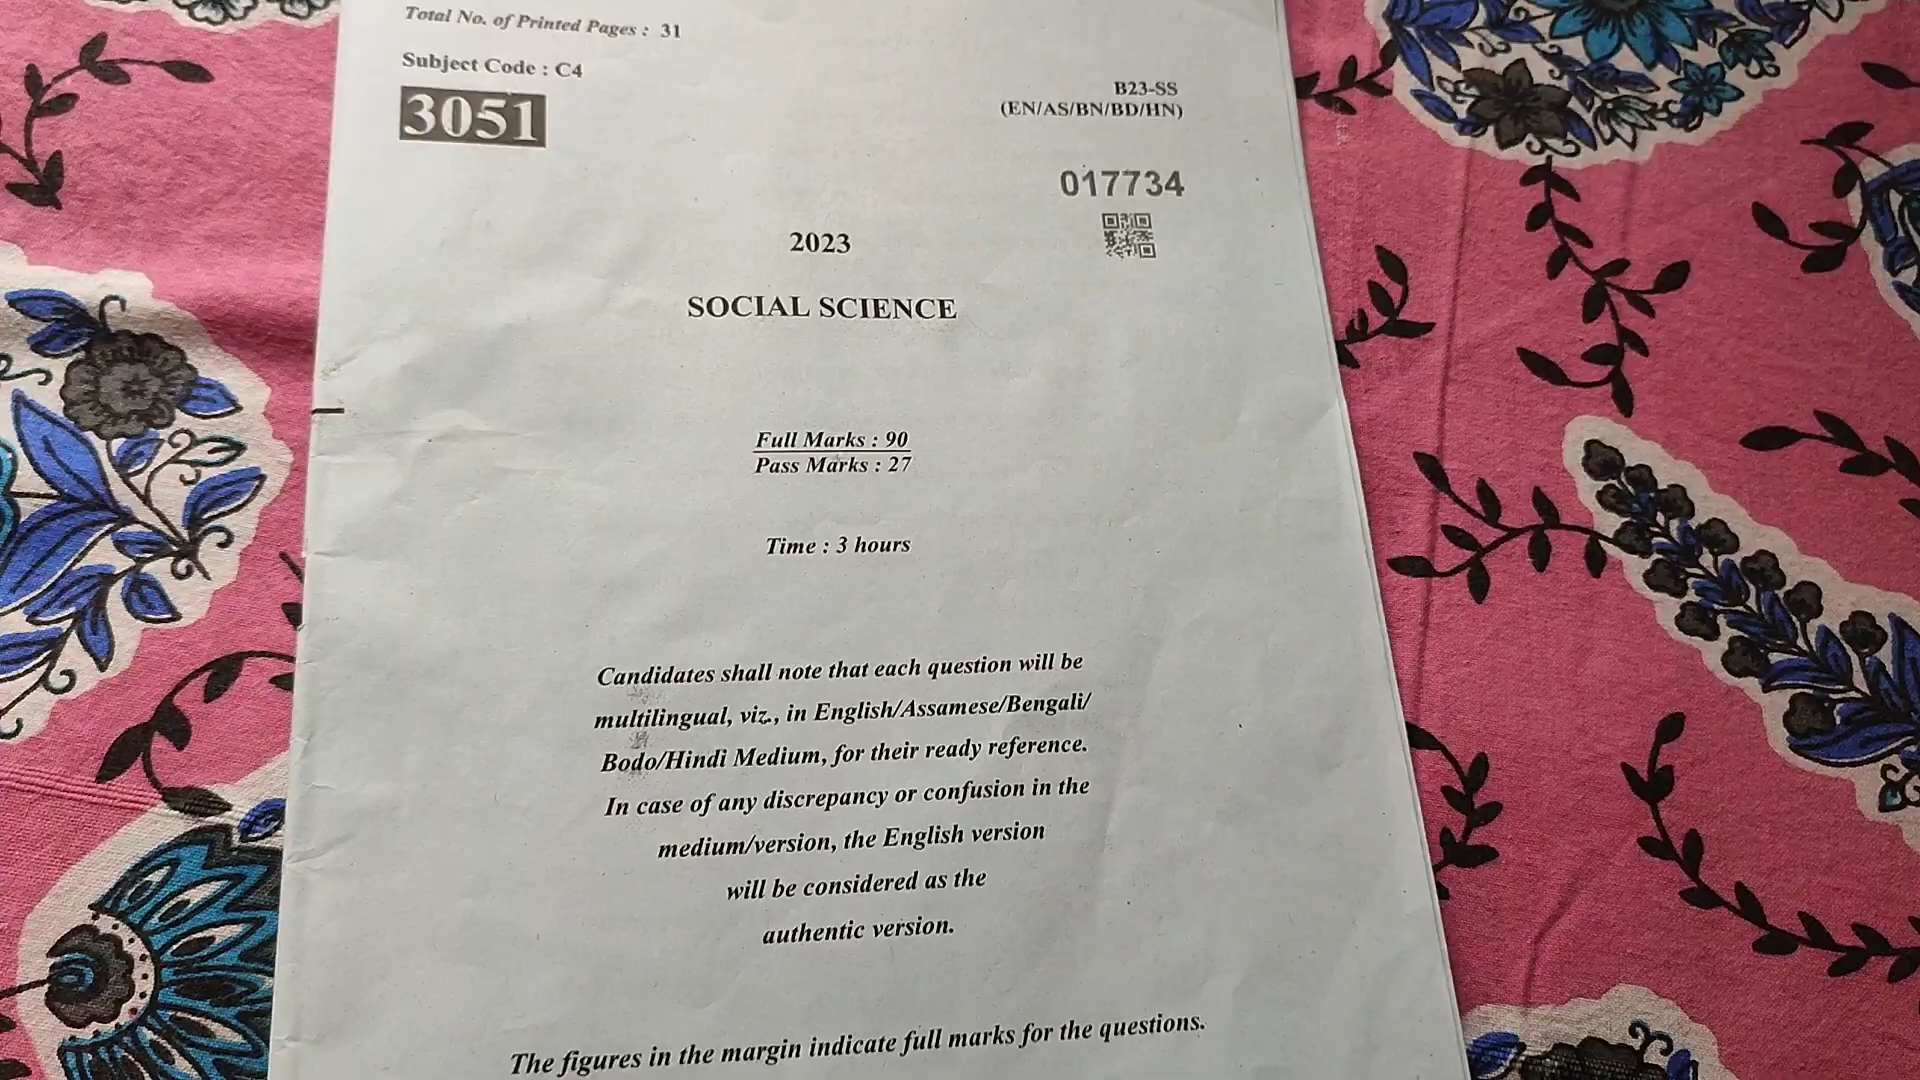 Total No. of Printed Pages : 31
Subject Code : C4
3051
B23-SS
(EN/AS/BN/BD/HN)
017734
2023
SOCIAL SCIENCE
Full Marks : 90
Pass Marks : 27
Time : 3 hours
Candidates shall note that each question will be
multilingual, viz., in English/Assamese/Bengali/
Bodo/Hindi Medium, for their ready reference.
In case of any discrepancy or confusion in the
medium/version, the English version
will be considered as the
authentic version.
The figures in the margin indicate full marks for the questions.